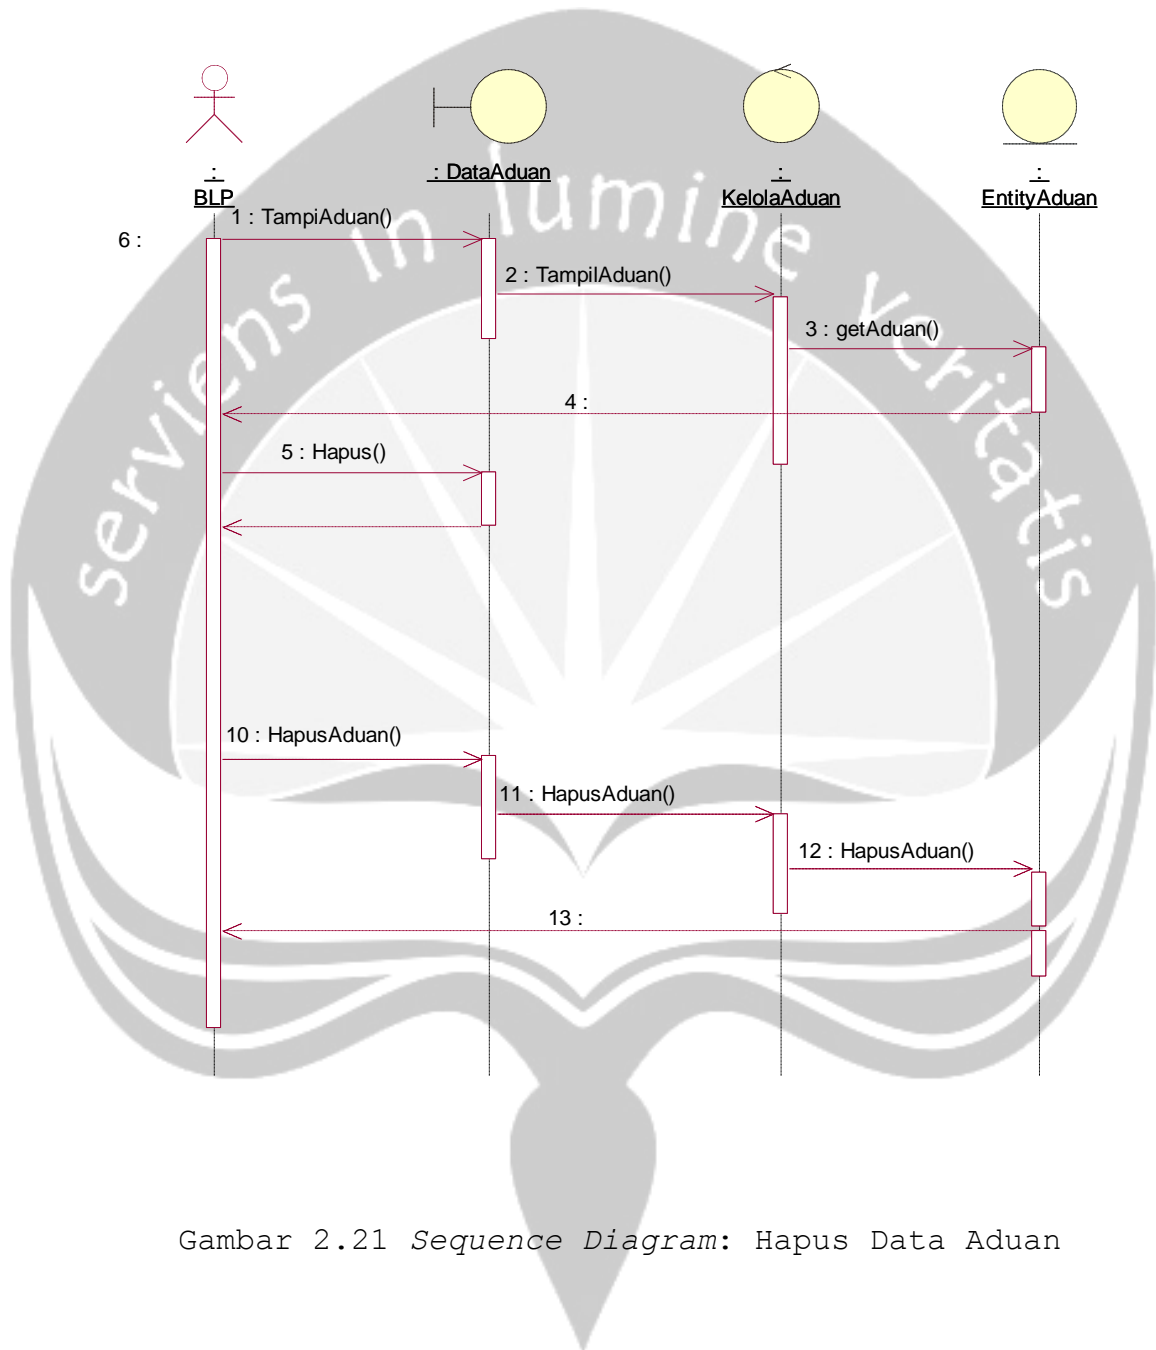 :
BLP
: DataAduan
:
KelolaAduan
:
EntityAduan
1 : TampiAduan()
6 :
2 : TampilAduan()
3 : getAduan()
4 :
5 : Hapus()
10 : HapusAduan()
11 : HapusAduan()
12 : HapusAduan()
13 :
serviens in lumine veritatis
Gambar 2.21 Sequence Diagram: Hapus Data Aduan